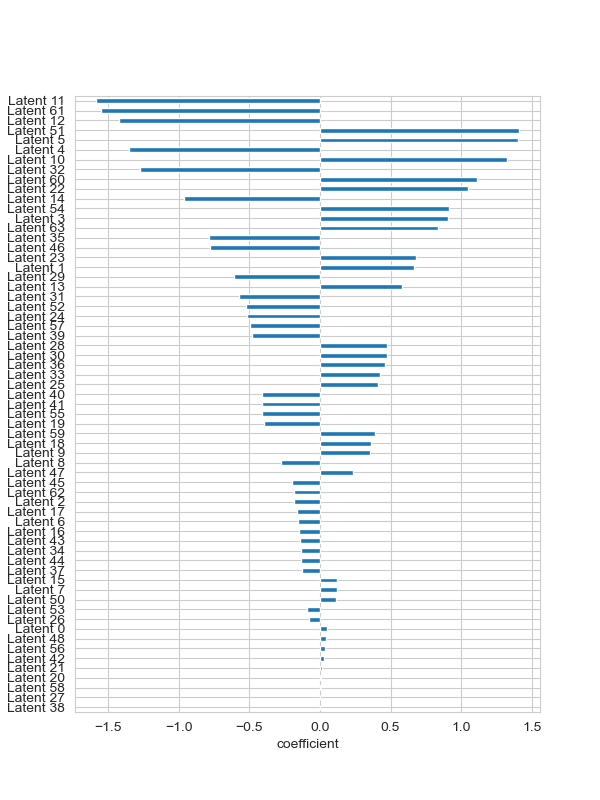 Latent 11
Latent 61
Latent 12
Latent 51
Latent 5
Latent 4
Latent 10
Latent 32
Latent 60
Latent 22
Latent 14
Latent 54
Latent 3
Latent 63
Latent 35
Latent 46
Latent 23
Latent 1
Latent 29
Latent 13
Latent 31
Latent 52
Latent 24
Latent 57
Latent 39
Latent 28
Latent 30
Latent 36
Latent 33
Latent 25
Latent 40
Latent 41
Latent 55
Latent 19
Latent 59
Latent 18
Latent 9
Latent 8
Latent 47
Latent 45
Latent 62
Latent 2
Latent 17
Latent 6
Latent 16
Latent 43
Latent 34
Latent 44
Latent 37
Latent 15
Latent 7
Latent 50
Latent 53
Latent 26
Latent 0
Latent 48
Latent 56
Latent 42
Latent 21
Latent 20
Latent 58
Latent 27
Latent 38
−1.5 −1.0 −0.5 0.0 0.5 1.0 1.5
coefficient